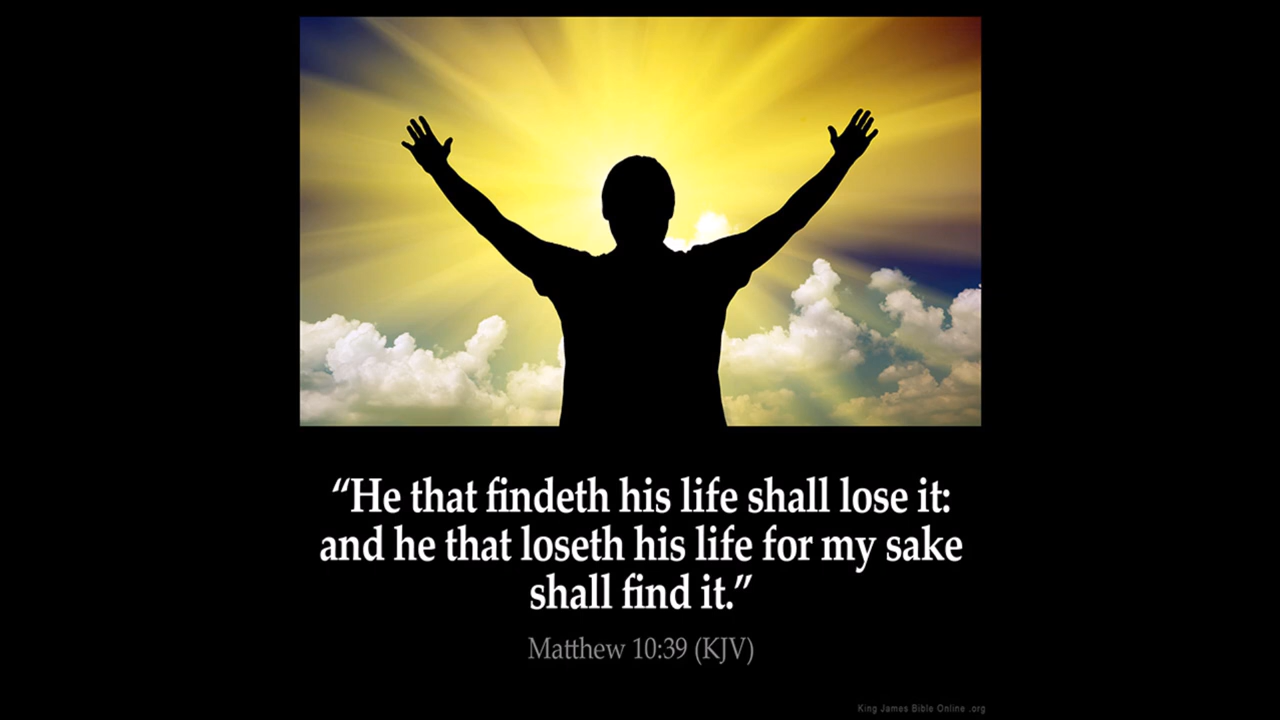 “He that findeth his life shall lose it:
and he that loseth his life for my sake
shall find it.”
Matthew 10:39 (KJV)
King James Bible Online .org